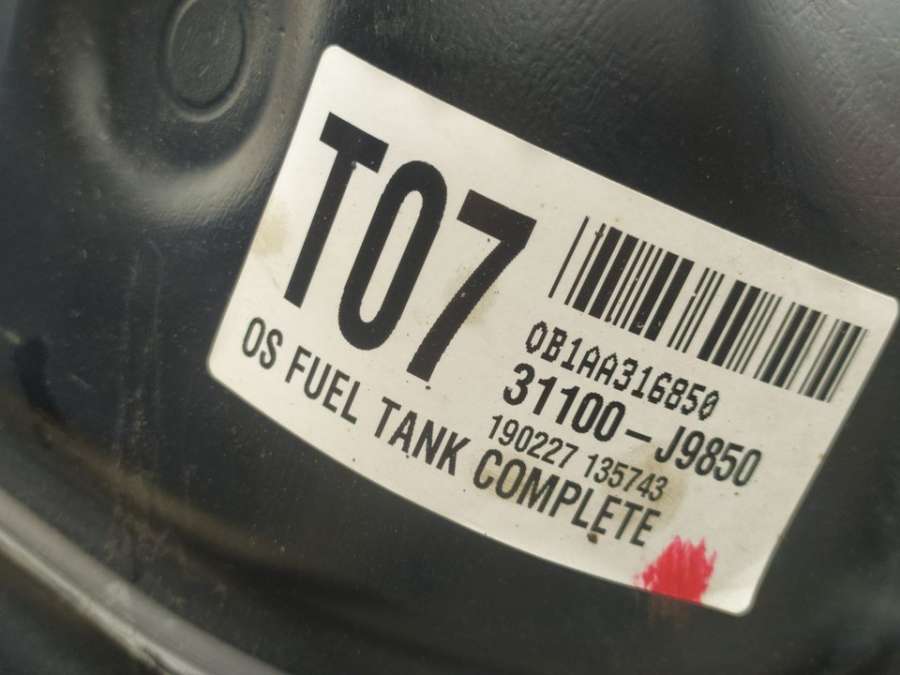 T07
0B1AA316850
31100-J9850
190227 135743
OS FUEL TANK COMPLETE